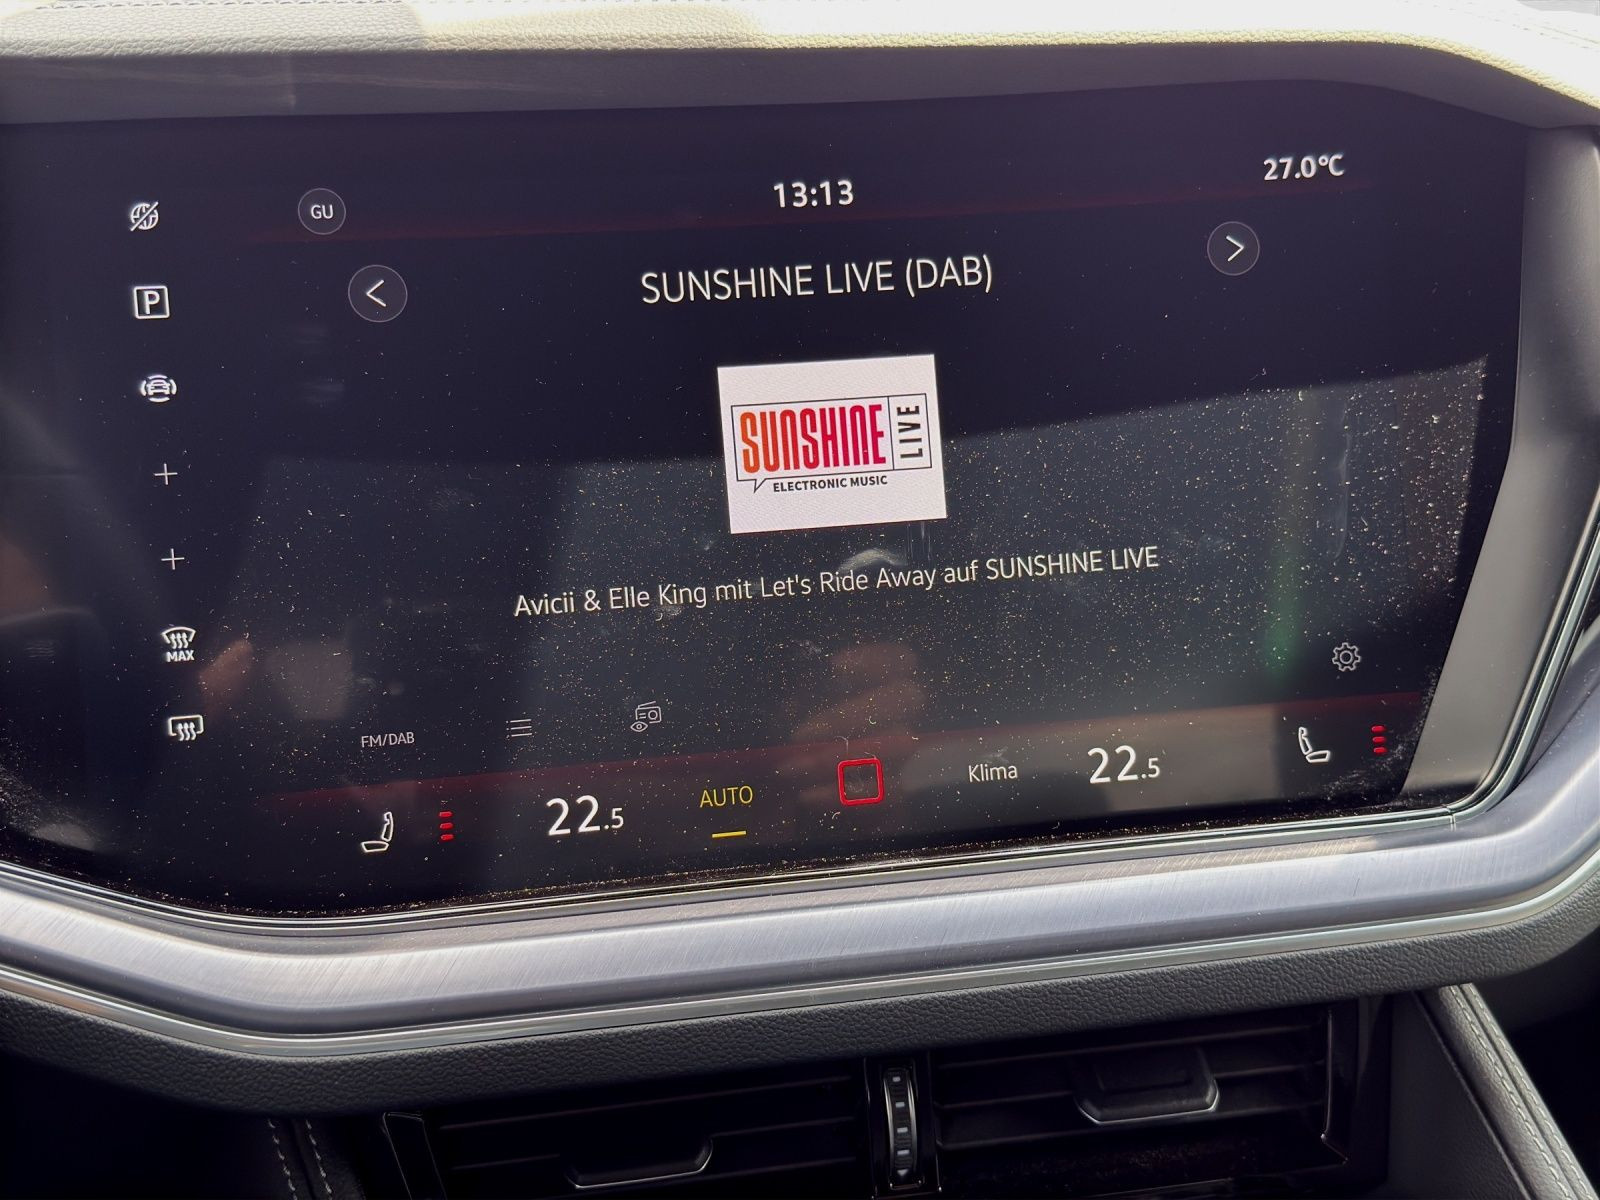 GU
13:13
27.0°C
P
SUNSHINE LIVE (DAB)
SUNSHINE LIVE
ELECTRONIC MUSIC
Avicii & Elle King mit Let's Ride Away auf SUNSHINE LIVE
MAX
FM/DAB
22.5
AUTO
Klima
22.5